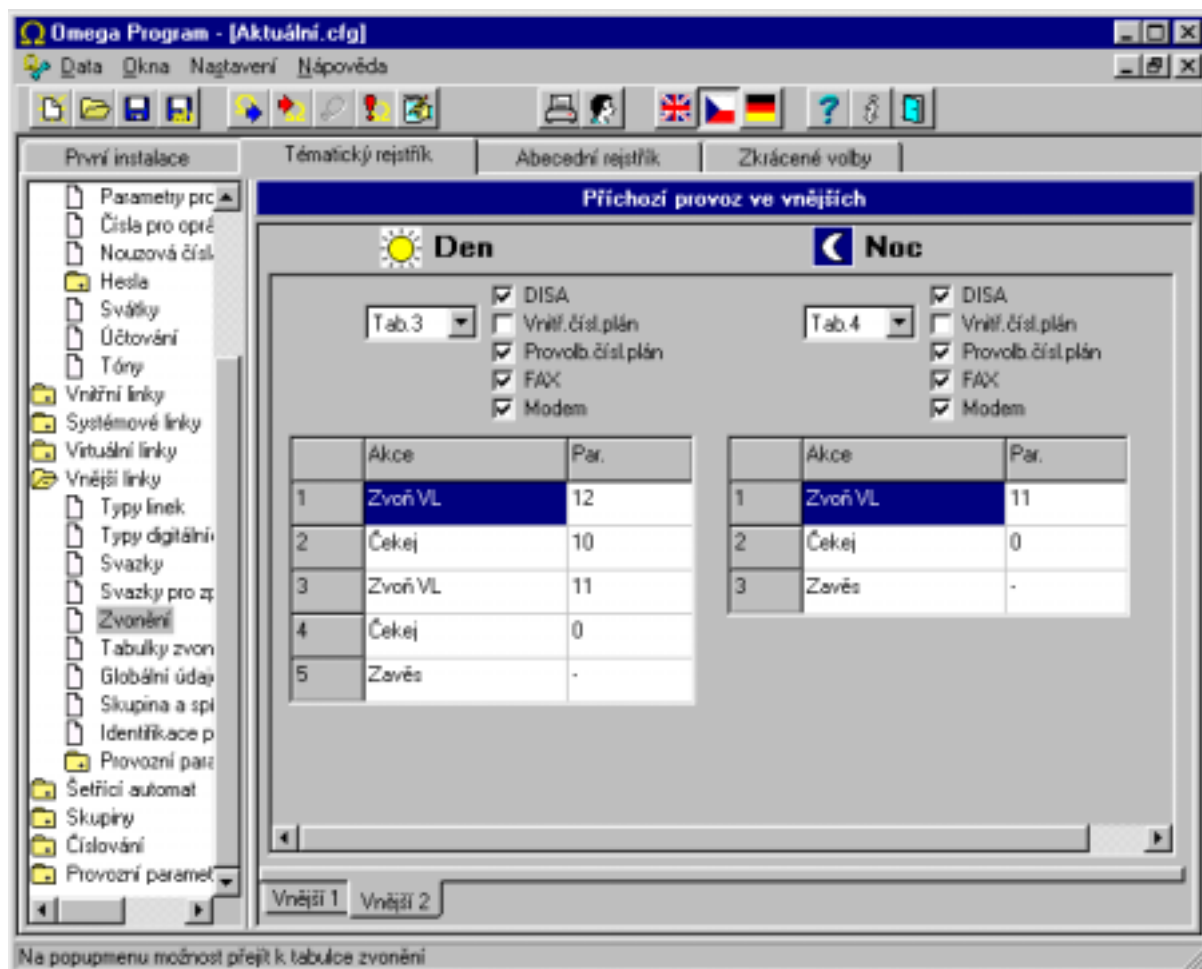 Omega Program - [Aktuální.cfg]
Data Okna Nastavení Nápověda
První instalace Tématický rejstřík Abecední rejstřík Zkrácené volby
Parametry prc
Čísla pro oprá
Nouzová čísl
Hesla
Svátky
Účtování
Tóny
Vnitřní linky
Systémové linky
Virtuální linky
Vnější linky
Typy linek
Typy digitální
Svazky
Svazky pro zp
Zvonění
Tabulky zvon
Globální údaj
Skupina a spi
Identifikace p
Provozní para
Šetřící automat
Skupiny
Číslování
Provozní paramet
Příchozí provoz ve vnějších
Den
Tab.3
DISA
Vnitř.čísl.plán
Provolb.čísl.plán
FAX
Modem
Akce Par.
1 Zvoň VL 12
2 Čekej 10
3 Zvoň VL 11
4 Čekej 0
5 Zavěs -
Noc
Tab.4
DISA
Vnitř.čísl.plán
Provolb.čísl.plán
FAX
Modem
Akce Par.
1 Zvoň VL 11
2 Čekej 0
3 Zavěs -
Vnější 1 Vnější 2
Na popupmenu možnost přejít k tabulce zvonění